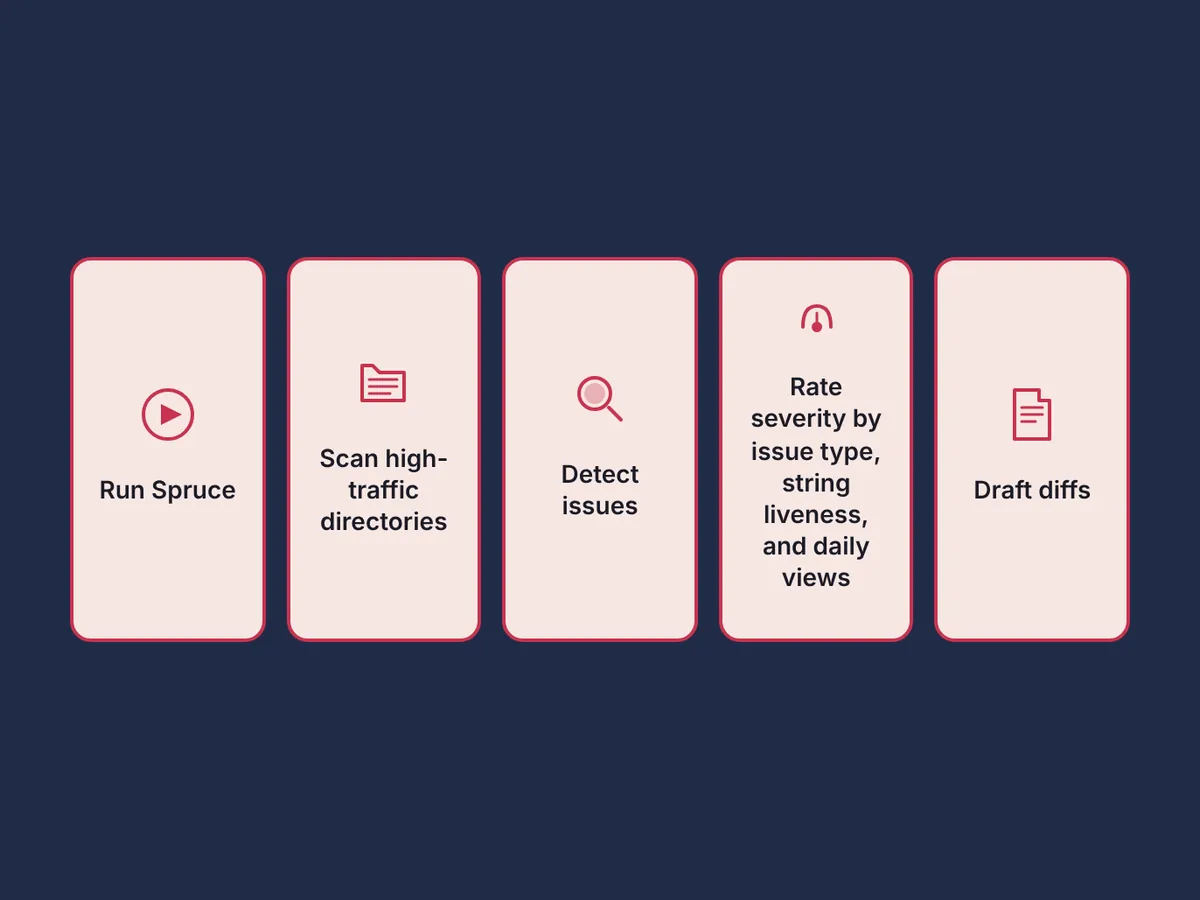 Run Spruce
Scan high-
traffic
directories
Detect
issues
Rate
severity by
issue type,
string
liveness,
and daily
views
Draft diffs